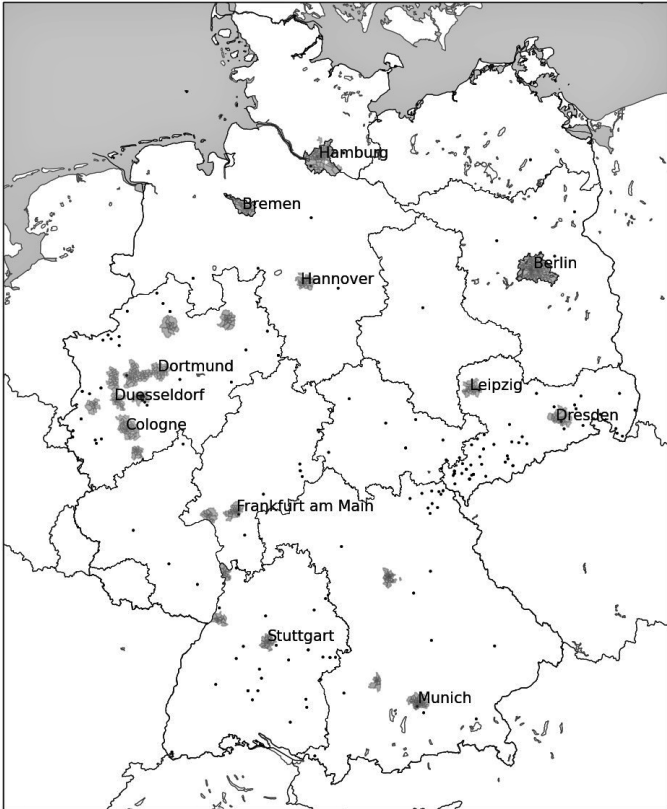 Hamburg
Bremen
Berlin
Hannover
Dortmund
Leipzig
Duesseldorf
Dresden
Cologne
Frankfurt am Main
Stuttgart
Munich